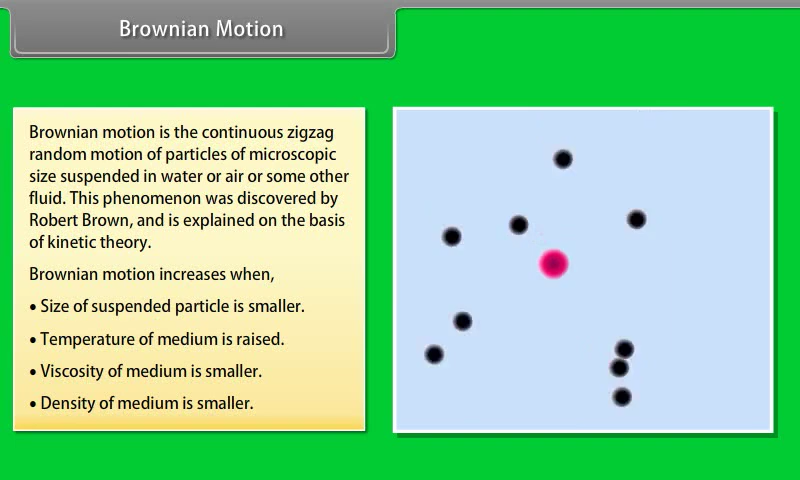 Brownian Motion
Brownian motion is the continuous zigzag
random motion of particles of microscopic
size suspended in water or air or some other
fluid. This phenomenon was discovered by
Robert Brown, and is explained on the basis
of kinetic theory.
Brownian motion increases when,
• Size of suspended particle is smaller.
• Temperature of medium is raised.
• Viscosity of medium is smaller.
• Density of medium is smaller.